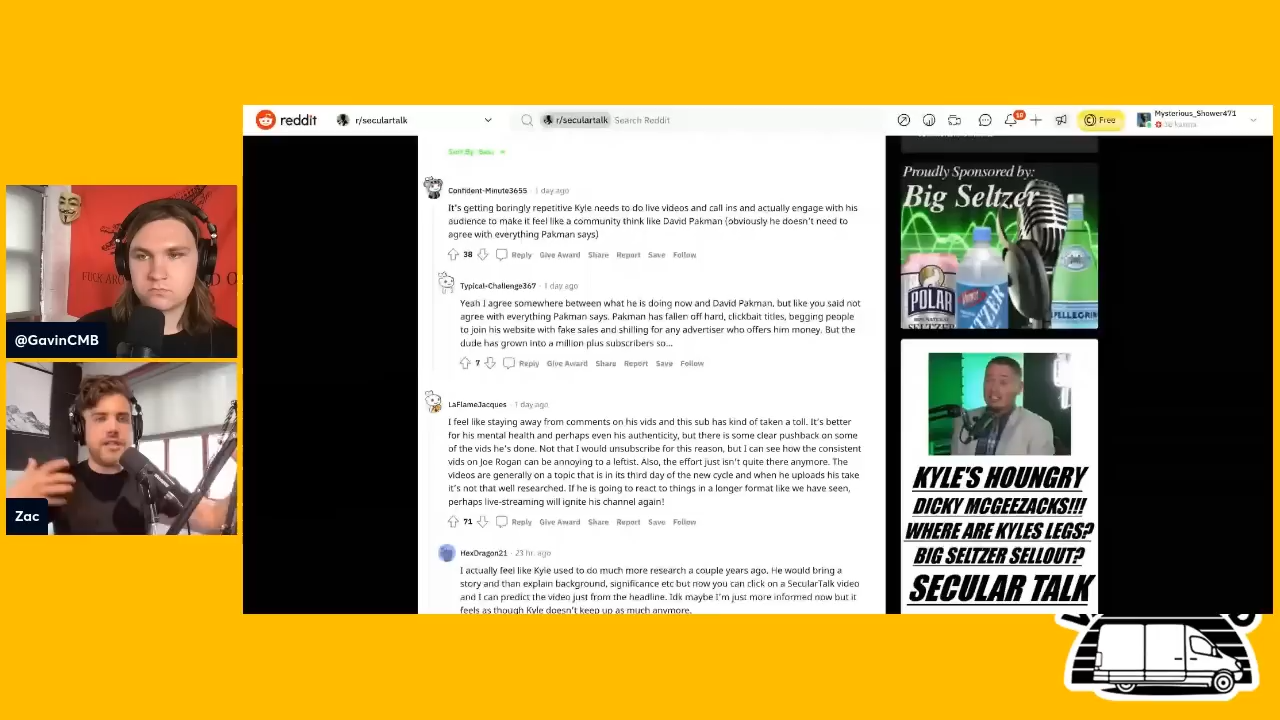 reddit
r/seculartalk
r/seculartalk
Search Reddit
Free
Mysterious_Shower471
Confident-Minute3655 · 1 day ago
It's getting boringly repetitive Kyle needs to do live videos and call ins and actually engage with his
audience to make it feel like a community think like David Pakman (obviously he doesn't need to
agree with everything Pakman says)
38
Reply Give Award Share Report Save Follow
Typical-Challenge367 · 1 day ago
Yeah I agree somewhere between what he is doing now and David Pakman, but like you said not
agree with everything Pakman says. Pakman has fallen off hard, clickbait titles, begging people
to join his website with fake sales and shilling for any advertiser who offers him money. But the
dude has grown into a million plus subscribers so...
7
Reply Give Award Share Report Save Follow
LaFlameJacques · 1 day ago
I feel like staying away from comments on his vids and this sub has kind of taken a toll. It's better
for his mental health and perhaps even his authenticity, but there is some clear pushback on some
of the vids he's done. Not that I would unsubscribe for this reason, but I can see how the consistent
vids on Joe Rogan can be annoying to a leftist. Also, the effort just isn't quite there anymore. The
videos are generally on a topic that is in its third day of the new cycle and when he uploads his take
it's not that well researched. If he is going to react to things in a longer format like we have seen,
perhaps live-streaming will ignite his channel again!
71
Reply Give Award Share Report Save Follow
HexDragon21 · 23 hr. ago
I actually feel like Kyle used to do much more research a couple years ago. He would bring a
story and than explain background, significance etc but now you can click on a SecularTalk video
and I can predict the video just from the headline. Idk maybe I'm just more informed now but it
feels as though Kyle doesn't keep up as much anymore.
Proudly Sponsored by:
Big Seltzer
POLAR
SELTZER
PELLEGRINO
KYLE'S HOUNGRY
DICKY MCGEEZACKS!!!
WHERE ARE KYLES LEGS?
BIG SELTZER SELLOUT?
SECULAR TALK
@GavinCMB
Zac